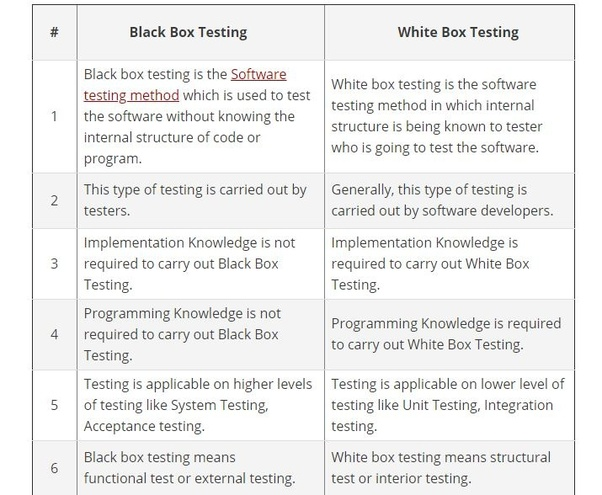 # Black Box Testing White Box Testing
1
Black box testing is the Software
testing method which is used to test
the software without knowing the
internal structure of code or
program.
White box testing is the software
testing method in which internal
structure is being known to tester
who is going to test the software.
2
This type of testing is carried out by
testers.
Generally, this type of testing is
carried out by software developers.
3
Implementation Knowledge is not
required to carry out Black Box
Testing.
Implementation Knowledge is
required to carry out White Box
Testing.
4
Programming Knowledge is not
required to carry out Black Box
Testing.
Programming Knowledge is required
to carry out White Box Testing.
5
Testing is applicable on higher levels
of testing like System Testing,
Acceptance testing.
Testing is applicable on lower level of
testing like Unit Testing, Integration
testing.
6
Black box testing means
functional test or external testing.
White box testing means structural
test or interior testing.